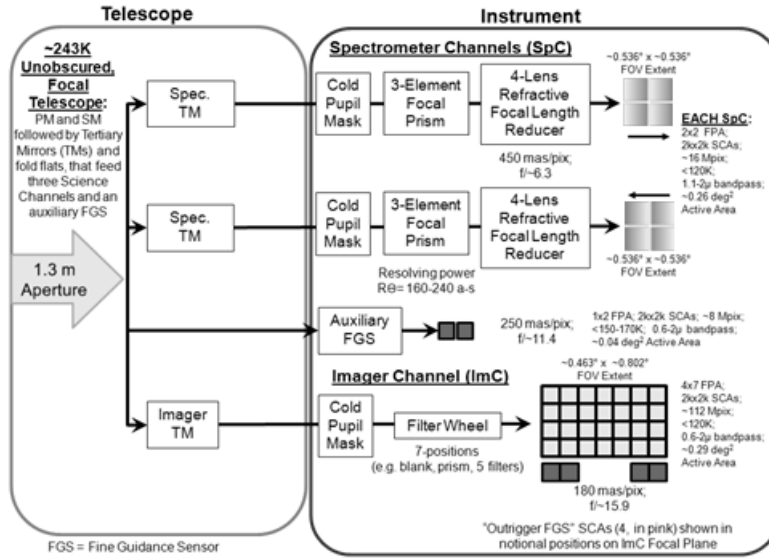 Telescope
Instrument
~243K
Unobscured,
Focal
Telescope:
PM and SM
followed by Tertiary
Mirrors (TMs) and
fold flats, that feed
three Science
Channels and an
auxiliary FGS
1.3 m
Aperture
Spec.
TM
Spec.
TM
Imager
TM
FGS = Fine Guidance Sensor
Spectrometer Channels (SpC)
Cold
Pupil
Mask
3-Element
Focal
Prism
4-Lens
Refractive
Focal Length
Reducer
~0.536° x ~0.536°
FOV Extent
450 mas/pix;
f/~6.3
EACH SpC:
2x2 FPA,
2kx2k SCAs;
~16 Mpix;
<120K;
1.1-2µ bandpass;
~0.26 deg²
Active Area
Cold
Pupil
Mask
3-Element
Focal
Prism
4-Lens
Refractive
Focal Length
Reducer
~0.536° x ~0.536°
FOV Extent
Resolving power
RΘ= 160-240 a-s
Auxiliary
FGS
250 mas/pix;
f/~11.4
1x2 FPA; 2kx2k SCAs; ~8 Mpix;
<150-170K; 0.6-2µ bandpass;
~0.04 deg² Active Area
Imager Channel (ImC)
~0.463° x ~0.802°
FOV Extent
Cold
Pupil
Mask
Filter Wheel
7-positions
(e.g. blank, prism, 5 filters)
4x7 FPA;
2kx2k
SCAs;
~112 Mpix;
<120K;
0.6-2µ
bandpass;
~0.29 deg²
Active Area
180 mas/pix;
f/~15.9
"Outrigger FGS" SCAs (4, in pink) shown in
notional positions on ImC Focal Plane